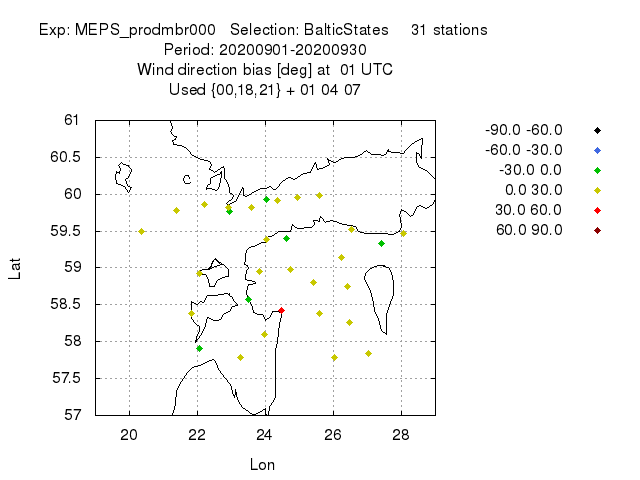 Exp: MEPS_prodmbr000 Selection: BalticStates 31 stations
Period: 20200901-20200930
Wind direction bias [deg] at 01 UTC
Used {00,18,21} + 01 04 07
-90.0 -60.0
-60.0 -30.0
-30.0 0.0
0.0 30.0
30.0 60.0
60.0 90.0
61
60.5
60
59.5
59
58.5
58
57.5
57
Lat
20 22 24 26 28
Lon